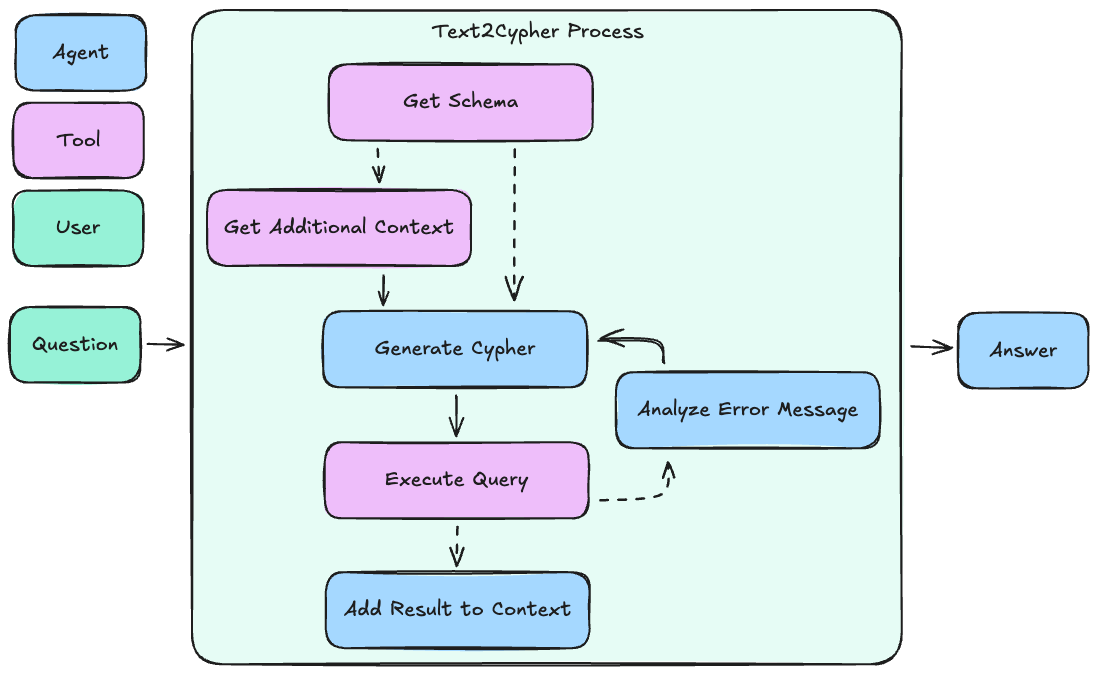 Text2Cypher Process
Agent
Tool
User
Question
Get Schema
Get Additional Context
Generate Cypher
Analyze Error Message
Execute Query
Add Result to Context
Answer